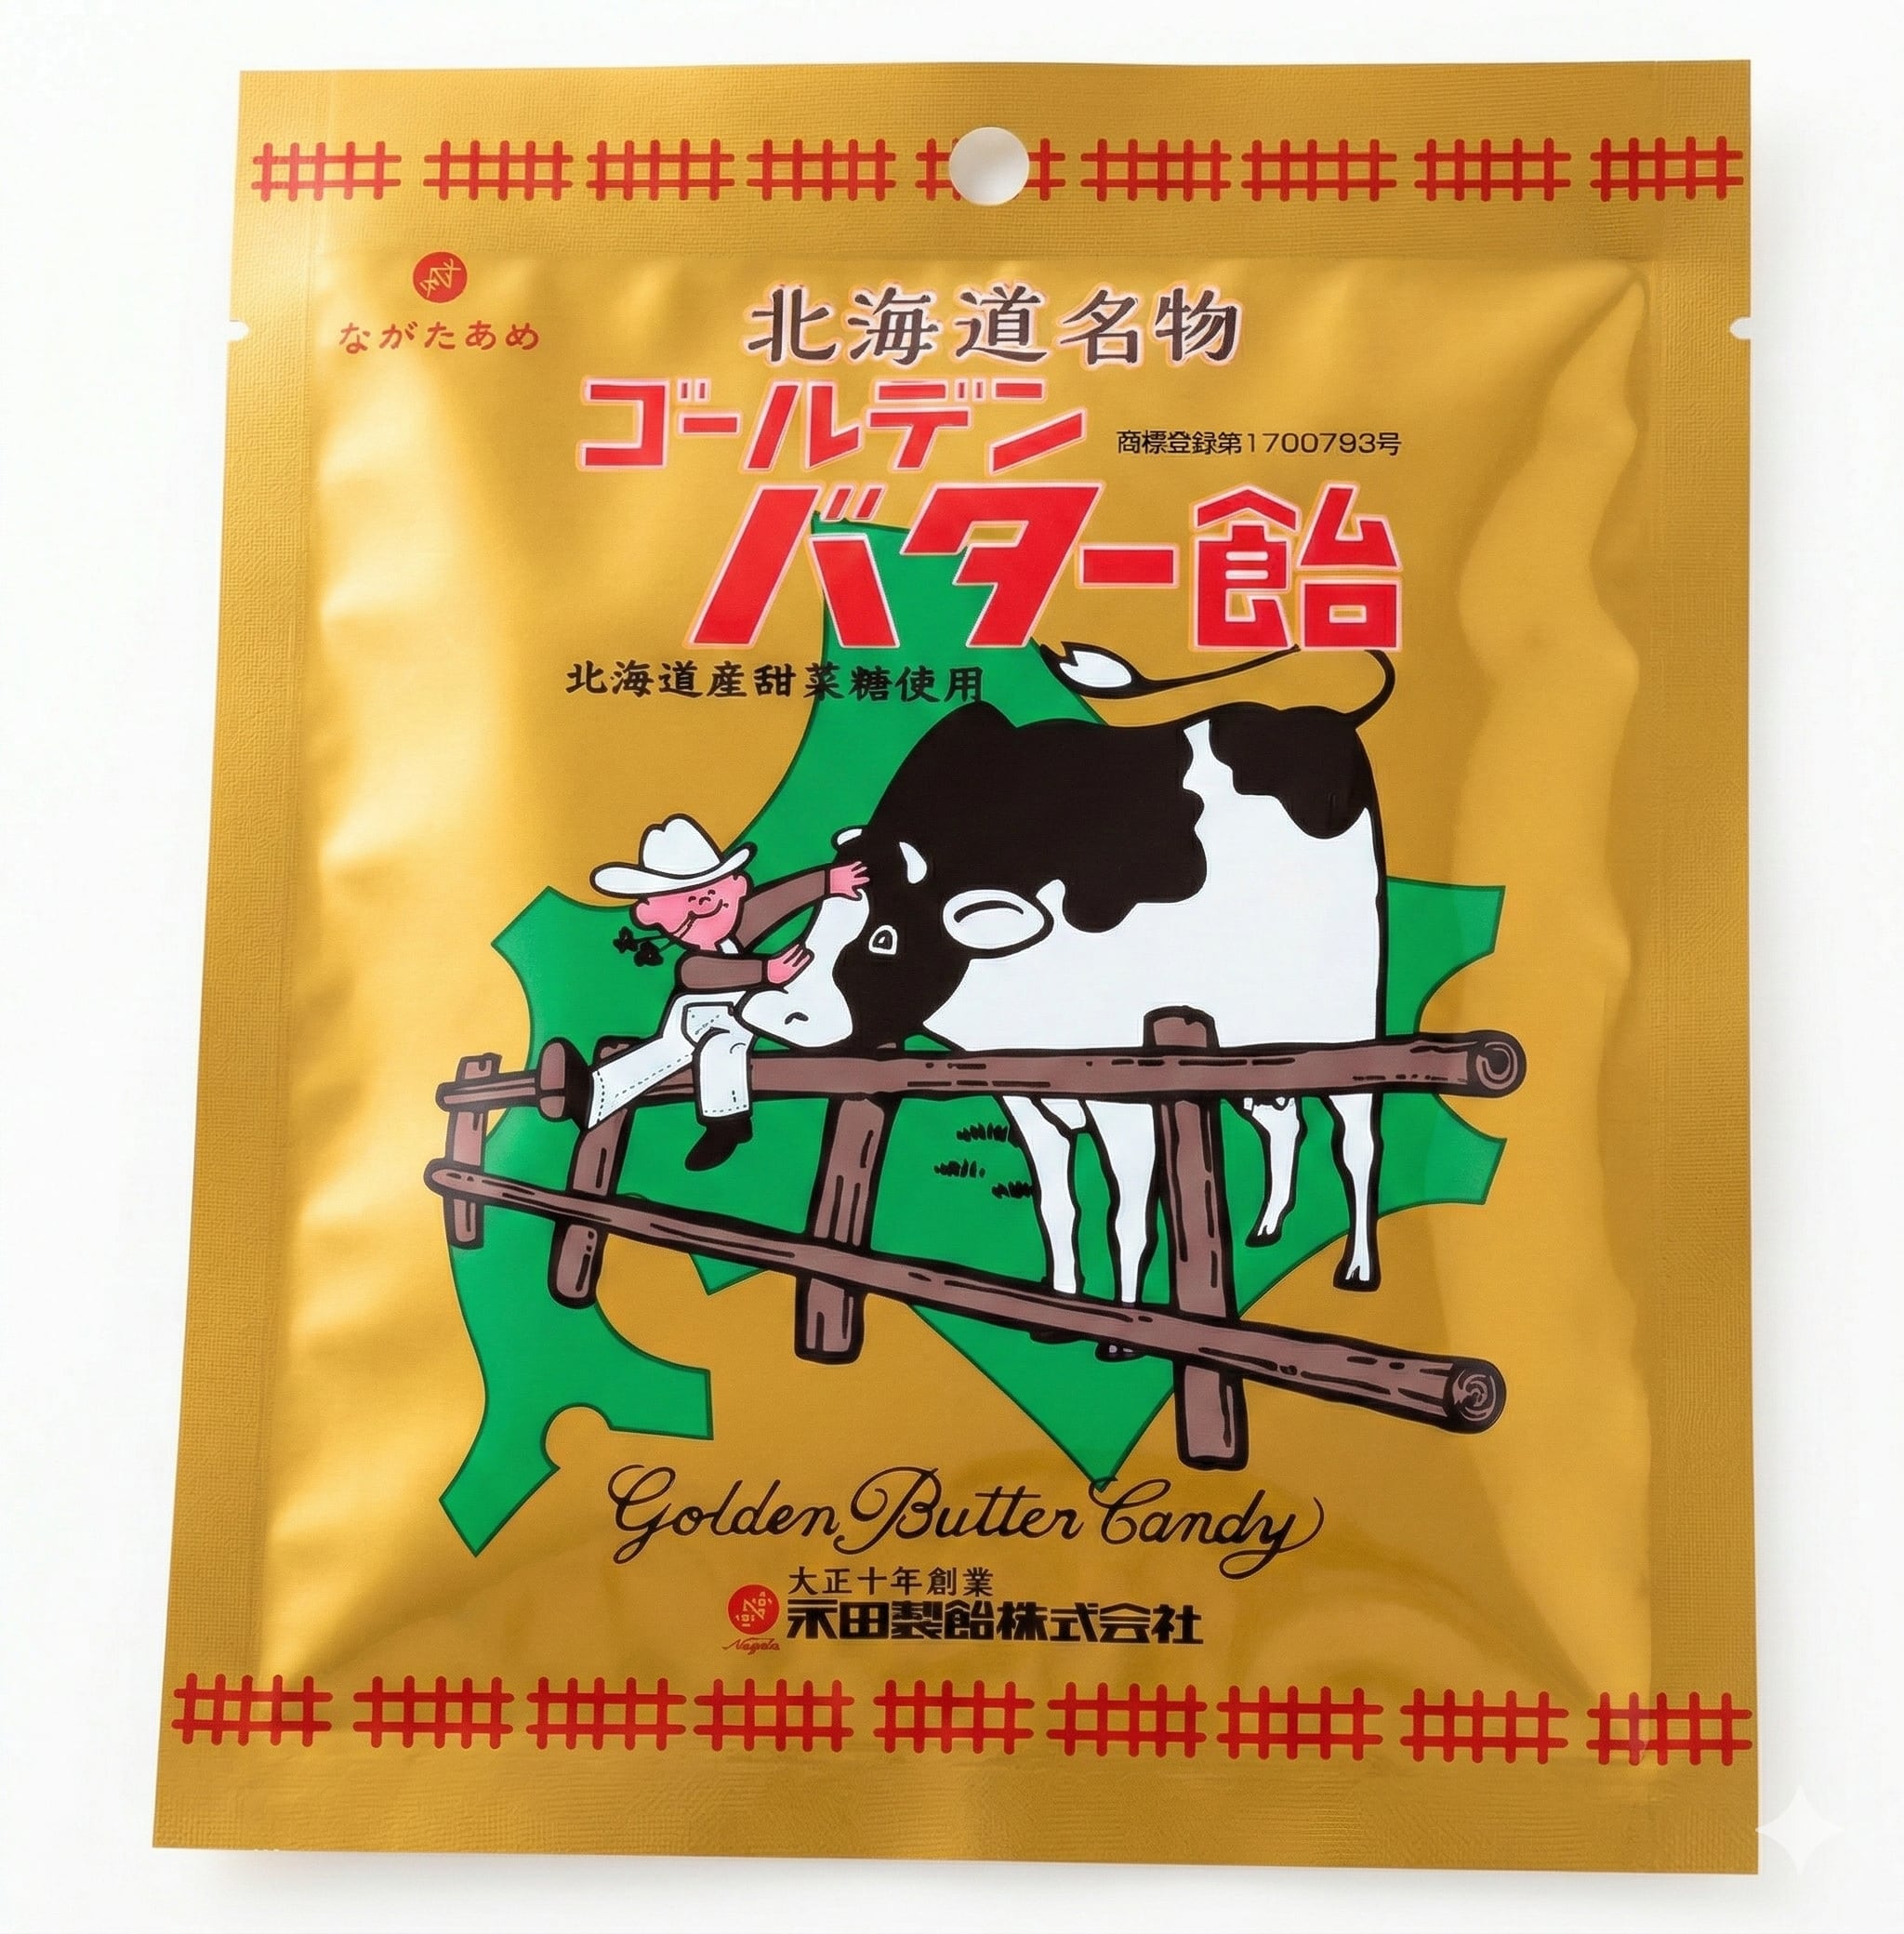 ながたあめ
北海道名物
ゴールデン
商標登録第1700793号
バター飴
北海道産甜菜糖使用
Golden Butter Candy
大正十年創業
永田製飴株式会社
Nagata